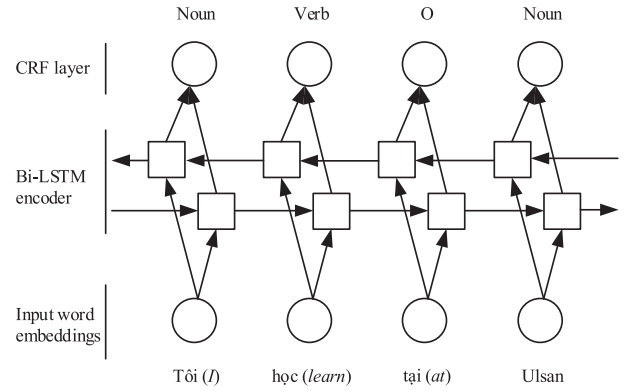 Noun Verb O Noun
CRF layer
Bi-LSTM
encoder
Input word
embeddings
Tôi (I) học (learn) tại (at) Ulsan